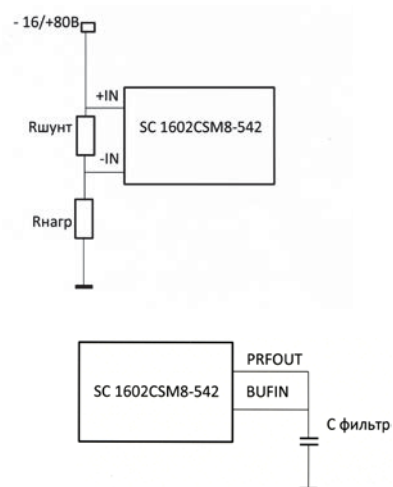 - 16/+80В
+IN
Rшунт
SC 1602CSM8-542
-IN
Rнагр
PRFOUT
SC 1602CSM8-542
BUFIN
С фильтр